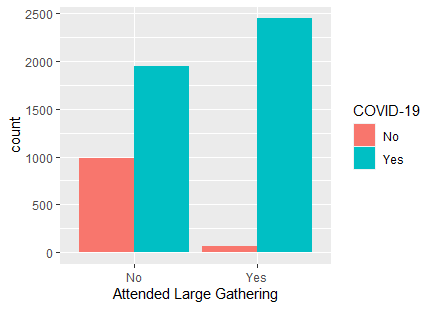 2500
2000
1500
1000
500
0
count
No
Yes
Attended Large Gathering
COVID-19
No
Yes